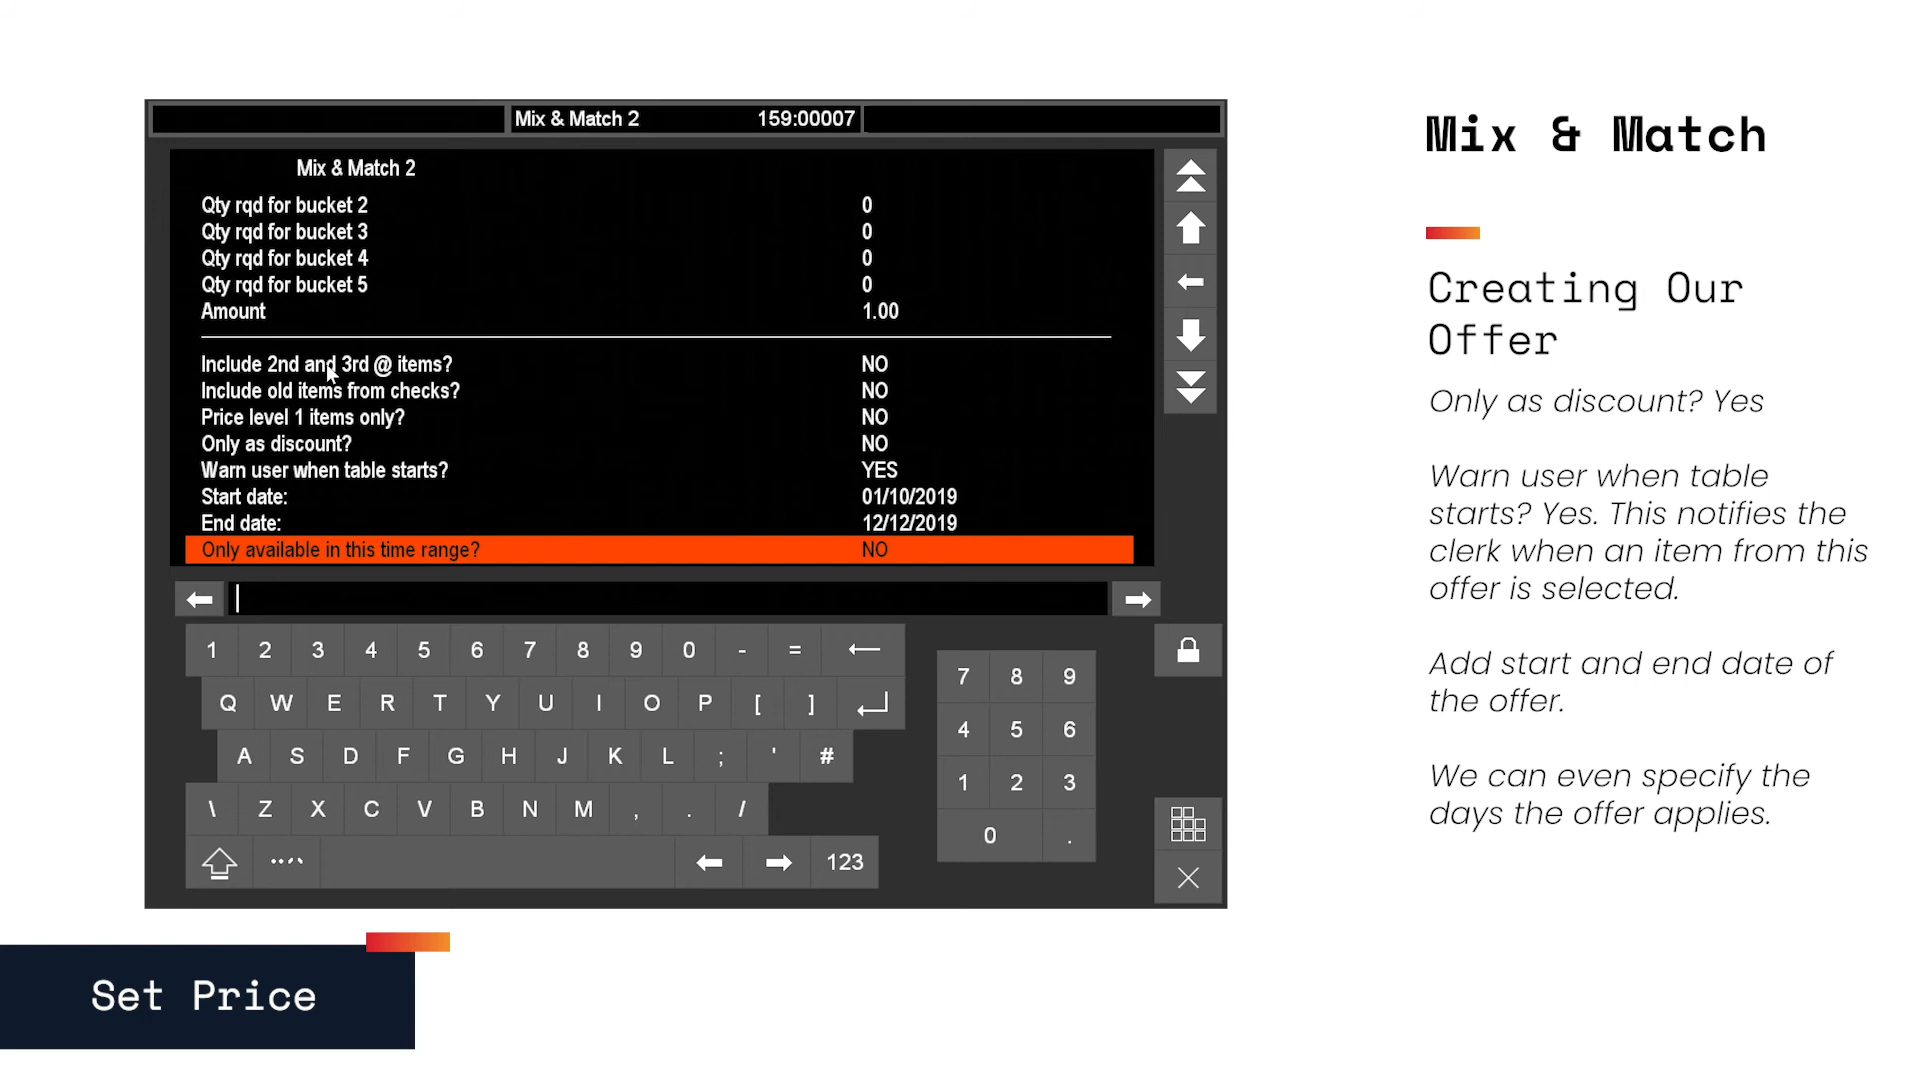 Mix & Match 2 159:00007
Mix & Match 2
Qty rqd for bucket 2 0
Qty rqd for bucket 3 0
Qty rqd for bucket 4 0
Qty rqd for bucket 5 0
Amount 1.00
Include 2nd and 3rd @ items? NO
Include old items from checks? NO
Price level 1 items only? NO
Only as discount? NO
Warn user when table starts? YES
Start date: 01/10/2019
End date: 12/12/2019
Only available in this time range? NO
1 2 3 4 5 6 7 8 9 0 - =
Q W E R T Y U I O P [ ]
A S D F G H J K L ; ' #
\ Z X C V B N M , . /
123
7 8 9
4 5 6
1 2 3
0 .
Mix & Match
Creating Our
Offer
Only as discount? Yes
Warn user when table
starts? Yes. This notifies the
clerk when an item from this
offer is selected.
Add start and end date of
the offer.
We can even specify the
days the offer applies.
Set Price